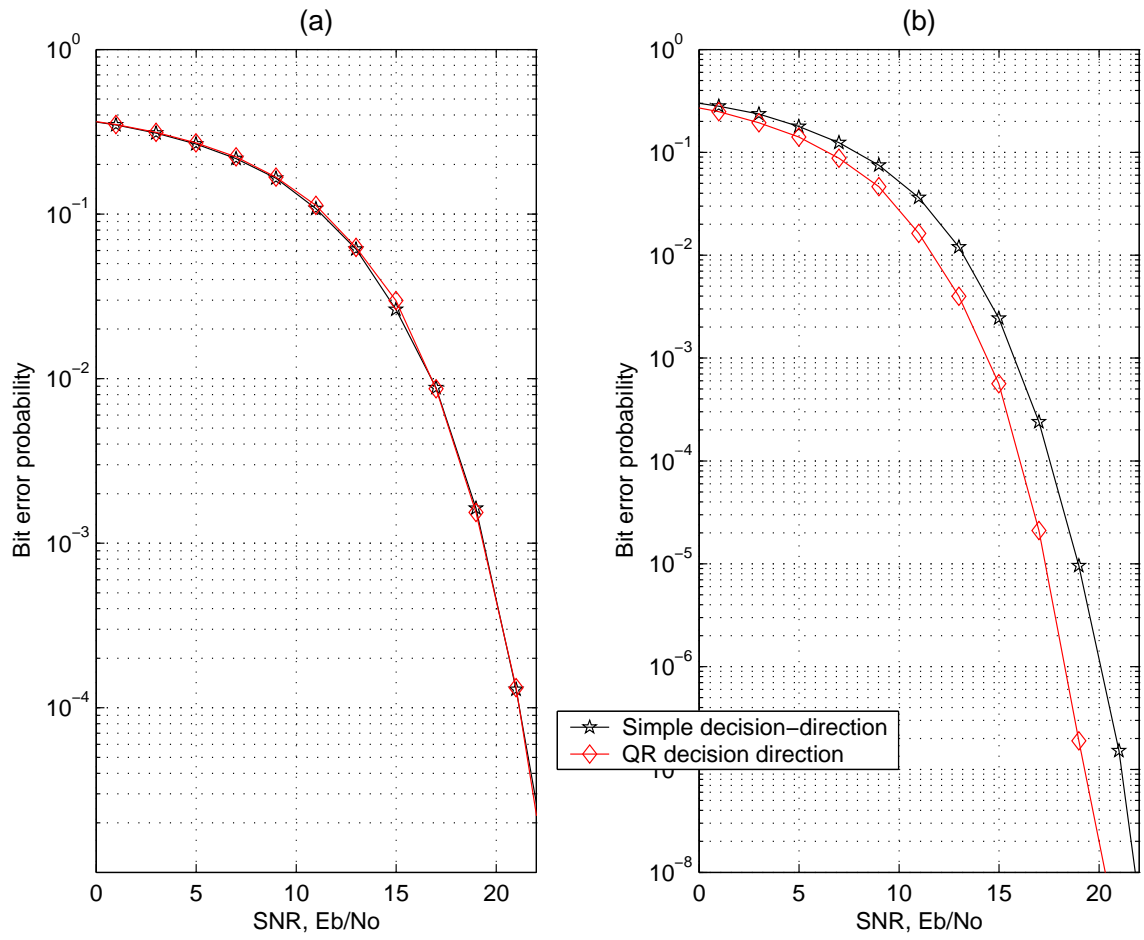 (a)
10^0
10^−1
10^−2
10^−3
10^−4
Bit error probability
0 5 10 15 20
SNR, Eb/No
(b)
10^0
10^−1
10^−2
10^−3
10^−4
10^−5
10^−6
10^−8
Bit error probability
0 5 10 15 20
SNR, Eb/No
Simple decision−direction
QR decision direction